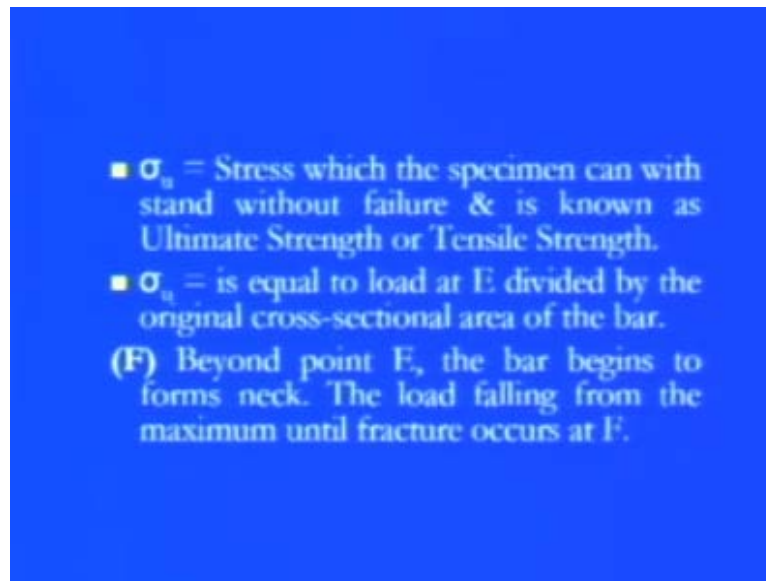 σu = Stress which the specimen can with
stand without failure & is known as
Ultimate Strength or Tensile Strength.
σu = is equal to load at E divided by the
original cross-sectional area of the bar.
(F) Beyond point E, the bar begins to
forms neck. The load falling from the
maximum until fracture occurs at F.